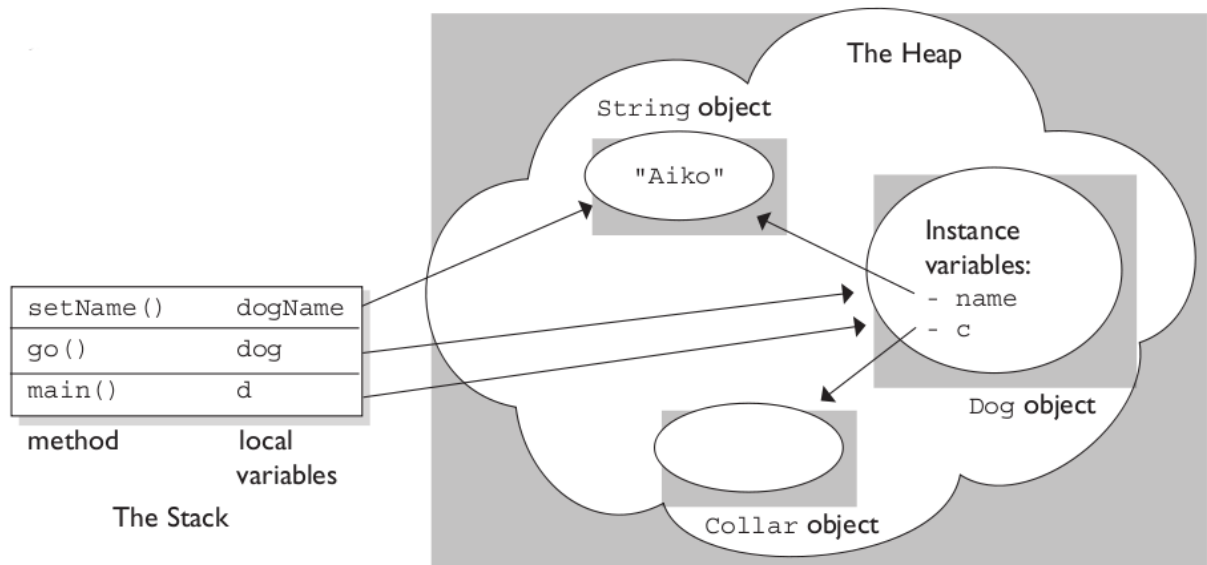 The Heap
String object
"Aiko"
Instance
variables:
- name
- c
Dog object
Collar object
setName() dogName
go() dog
main() d
method local
variables
The Stack